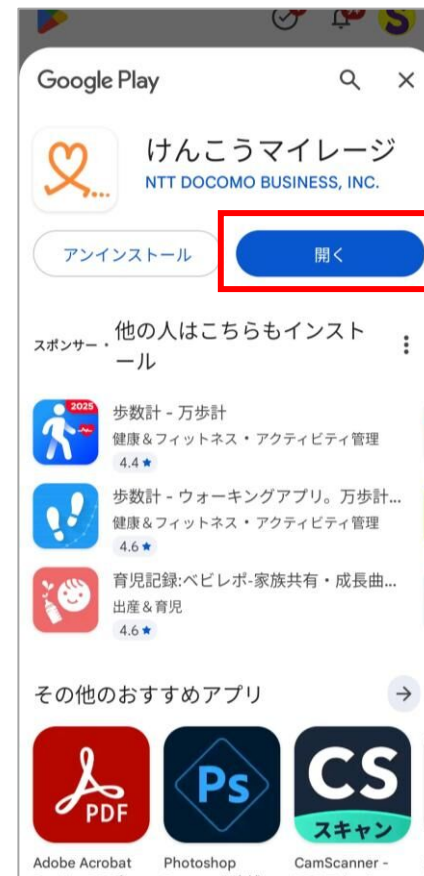 Google Play
けんこうマイレージ
NTT DOCOMO BUSINESS, INC.
アンインストール
開く
スポンサー・他の人はこちらもインスト
ール
2025
歩数計 - 万歩計
健康＆フィットネス • アクティビティ管理
4.4★
歩数計 - ウォーキングアプリ。万歩計...
健康＆フィットネス • アクティビティ管理
4.6★
育児記録:ベビレポ-家族共有・成長曲...
出産＆育児
4.6★
その他のおすすめアプリ
PDF
Ps
CS
スキャン
Adobe Acrobat
Photoshop
CamScanner -